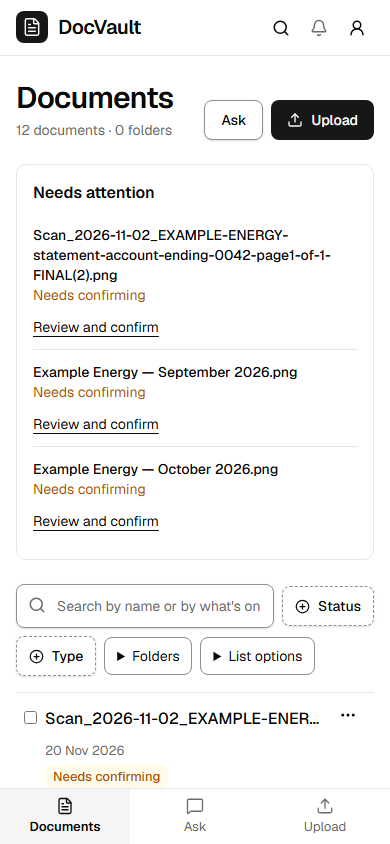 DocVault
Documents
12 documents · 0 folders
Ask
Upload
Needs attention
Scan_2026-11-02_EXAMPLE-ENERGY-
statement-account-ending-0042-page1-of-1-
FINAL(2).png
Needs confirming
Review and confirm
Example Energy — September 2026.png
Needs confirming
Review and confirm
Example Energy — October 2026.png
Needs confirming
Review and confirm
Search by name or by what's on
Status
Type
Folders
List options
Scan_2026-11-02_EXAMPLE-ENER...
20 Nov 2026
Needs confirming
Documents
Ask
Upload